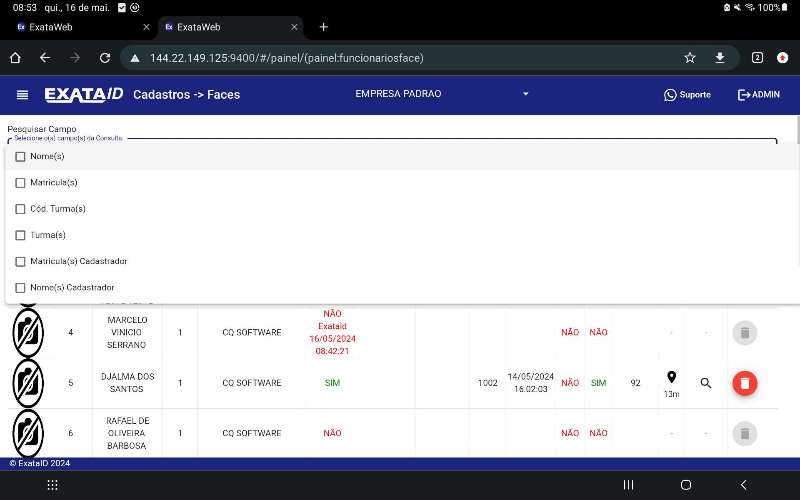 08:53 qui., 16 de mai. 100%
ExataWeb
ExataWeb
144.22.149.125:9400/#/painel/(painel:funcionariosface)
2
EXATAID Cadastros -> Faces EMPRESA PADRAO Suporte ADMIN
Pesquisar Campo
Selecione o(s) campo(s) da Consulta
Nome(s)
Matricula(s)
Cód. Turma(s)
Turma(s)
Matricula(s) Cadastrador
Nome(s) Cadastrador
4 MARCELO VINICIO SERRANO 1 CQ SOFTWARE NÃO Exataid 16/05/2024 08:42:21 NÃO NÃO - -
5 DJALMA DOS SANTOS 1 CQ SOFTWARE SIM 1002 14/05/2024 16:02:03 NÃO SIM 92 13m
6 RAFAEL DE OLIVEIRA BARBOSA 1 CQ SOFTWARE NÃO NÃO NÃO - -
© ExataID 2024